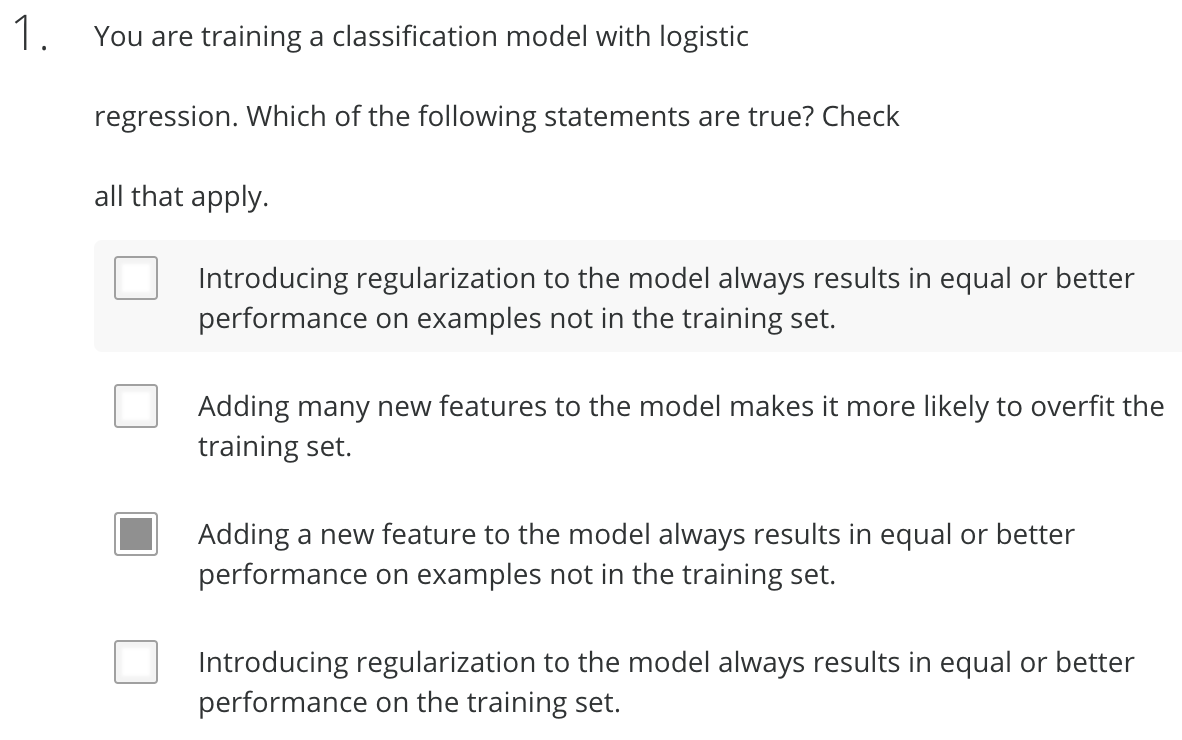 1. You are training a classification model with logistic
regression. Which of the following statements are true? Check
all that apply.
Introducing regularization to the model always results in equal or better
performance on examples not in the training set.
Adding many new features to the model makes it more likely to overfit the
training set.
Adding a new feature to the model always results in equal or better
performance on examples not in the training set.
Introducing regularization to the model always results in equal or better
performance on the training set.